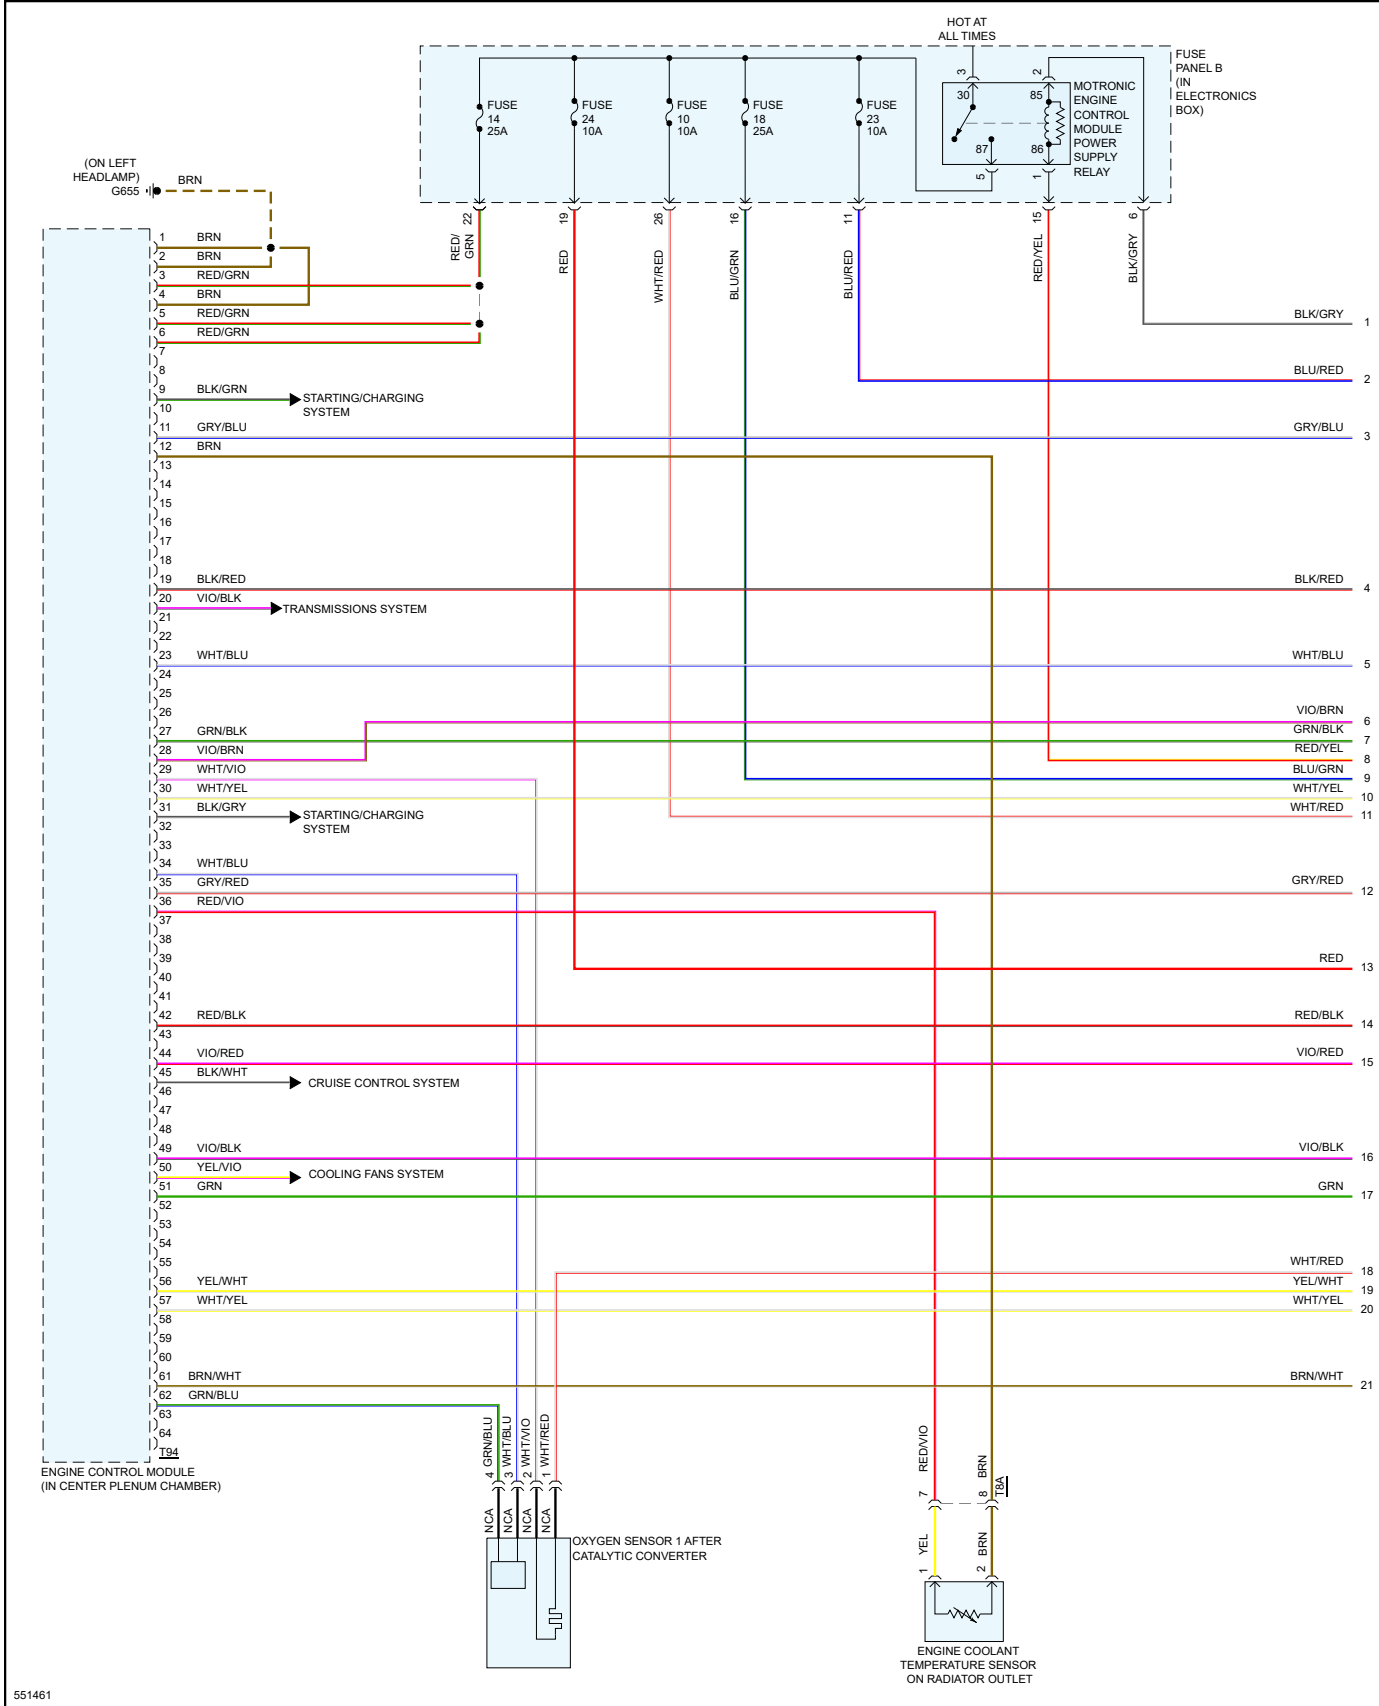 HOT AT
ALL TIMES
FUSE
PANEL B
(IN
ELECTRONICS
BOX)
FUSE
14
25A
FUSE
24
10A
FUSE
10
10A
FUSE
18
25A
FUSE
23
10A
3
2
30
85
87
86
5
1
MOTRONIC
ENGINE
CONTROL
MODULE
POWER
SUPPLY
RELAY
22
19
26
16
11
15
6
RED/
GRN
RED
WHT/RED
BLU/GRN
BLU/RED
RED/YEL
BLK/GRY
(ON LEFT
HEADLAMP)
G655
BRN
1 BRN
2 BRN
3 RED/GRN
4 BRN
5 RED/GRN
6 RED/GRN
7
8
9 BLK/GRN
STARTING/CHARGING
SYSTEM
10
11 GRY/BLU
12 BRN
13
14
15
16
17
18
19 BLK/RED
20 VIO/BLK
TRANSMISSIONS SYSTEM
21
22
23 WHT/BLU
24
25
26
27 GRN/BLK
28 VIO/BRN
29 WHT/VIO
30 WHT/YEL
31 BLK/GRY
STARTING/CHARGING
SYSTEM
32
33
34 WHT/BLU
35 GRY/RED
36 RED/VIO
37
38
39
40
41
42 RED/BLK
43
44 VIO/RED
45 BLK/WHT
CRUISE CONTROL SYSTEM
46
47
48
49 VIO/BLK
50 YEL/VIO
COOLING FANS SYSTEM
51 GRN
52
53
54
55
56 YEL/WHT
57 WHT/YEL
58
59
60
61 BRN/WHT
62 GRN/BLU
63
64
T94
ENGINE CONTROL MODULE
(IN CENTER PLENUM CHAMBER)
BLK/GRY 1
BLU/RED 2
GRY/BLU 3
BLK/RED 4
WHT/BLU 5
VIO/BRN 6
GRN/BLK 7
RED/YEL 8
BLU/GRN 9
WHT/YEL 10
WHT/RED 11
GRY/RED 12
RED 13
RED/BLK 14
VIO/RED 15
VIO/BLK 16
GRN 17
WHT/RED 18
YEL/WHT 19
WHT/YEL 20
BRN/WHT 21
4 GRN/BLU
3 WHT/BLU
2 WHT/VIO
1 WHT/RED
NCA
NCA
NCA
NCA
OXYGEN SENSOR 1 AFTER
CATALYTIC CONVERTER
7 RED/VIO
8 BRN
T8A
1 YEL
2 BRN
ENGINE COOLANT
TEMPERATURE SENSOR
ON RADIATOR OUTLET
551461